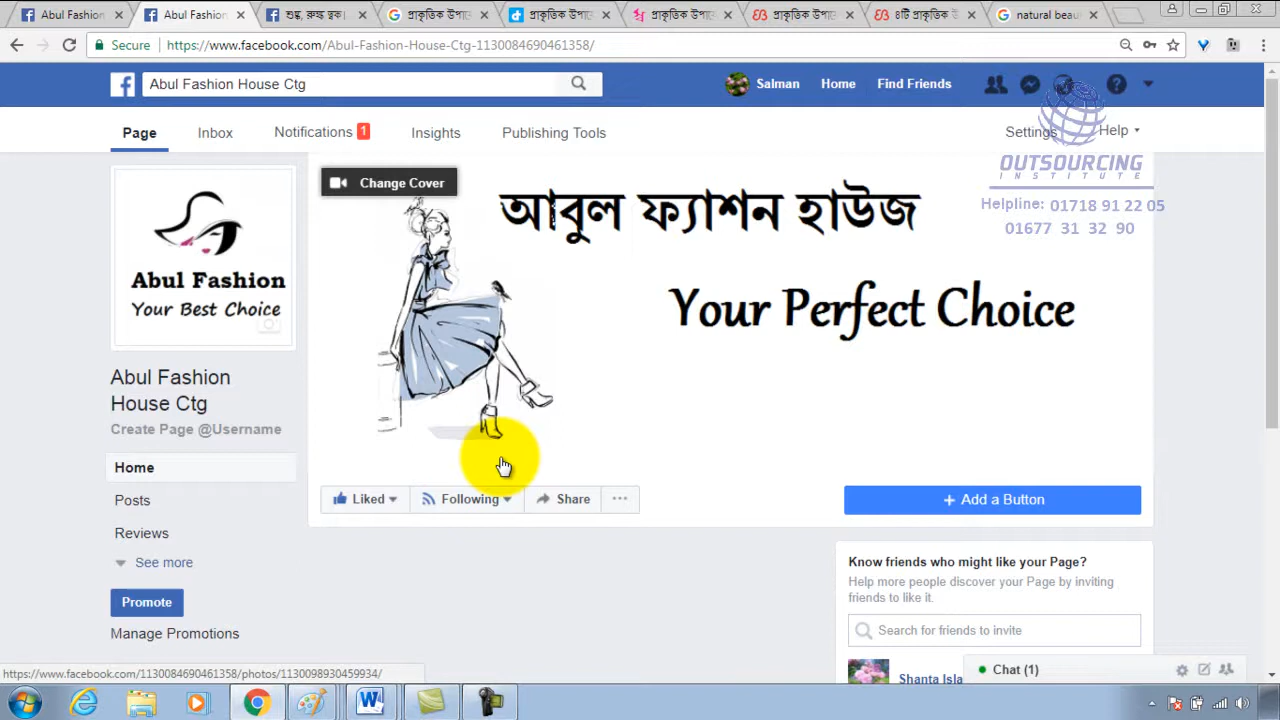 Abul Fashion
Abul Fashion
Secure
https://www.facebook.com/Abul-Fashion-House-Ctg-1130084690461358/
Abul Fashion House Ctg
Salman
Home
Find Friends
Page
Inbox
Notifications 1
Insights
Publishing Tools
Settings
Help
OUTSOURCING
INSTITUTE
Helpline: 01718 91 22 05
01677 31 32 90
Change Cover
আবুল ফ্যাশন হাউজ
Your Perfect Choice
Abul Fashion
Your Best Choice
Abul Fashion
House Ctg
Create Page @Username
Home
Posts
Reviews
See more
Promote
Manage Promotions
Liked
Following
Share
+ Add a Button
Know friends who might like your Page?
Help more people discover your Page by inviting
friends to like it.
Search for friends to invite
Shanta Isla
Chat (1)
https://www.facebook.com/1130084690461358/photos/1130098930459934/